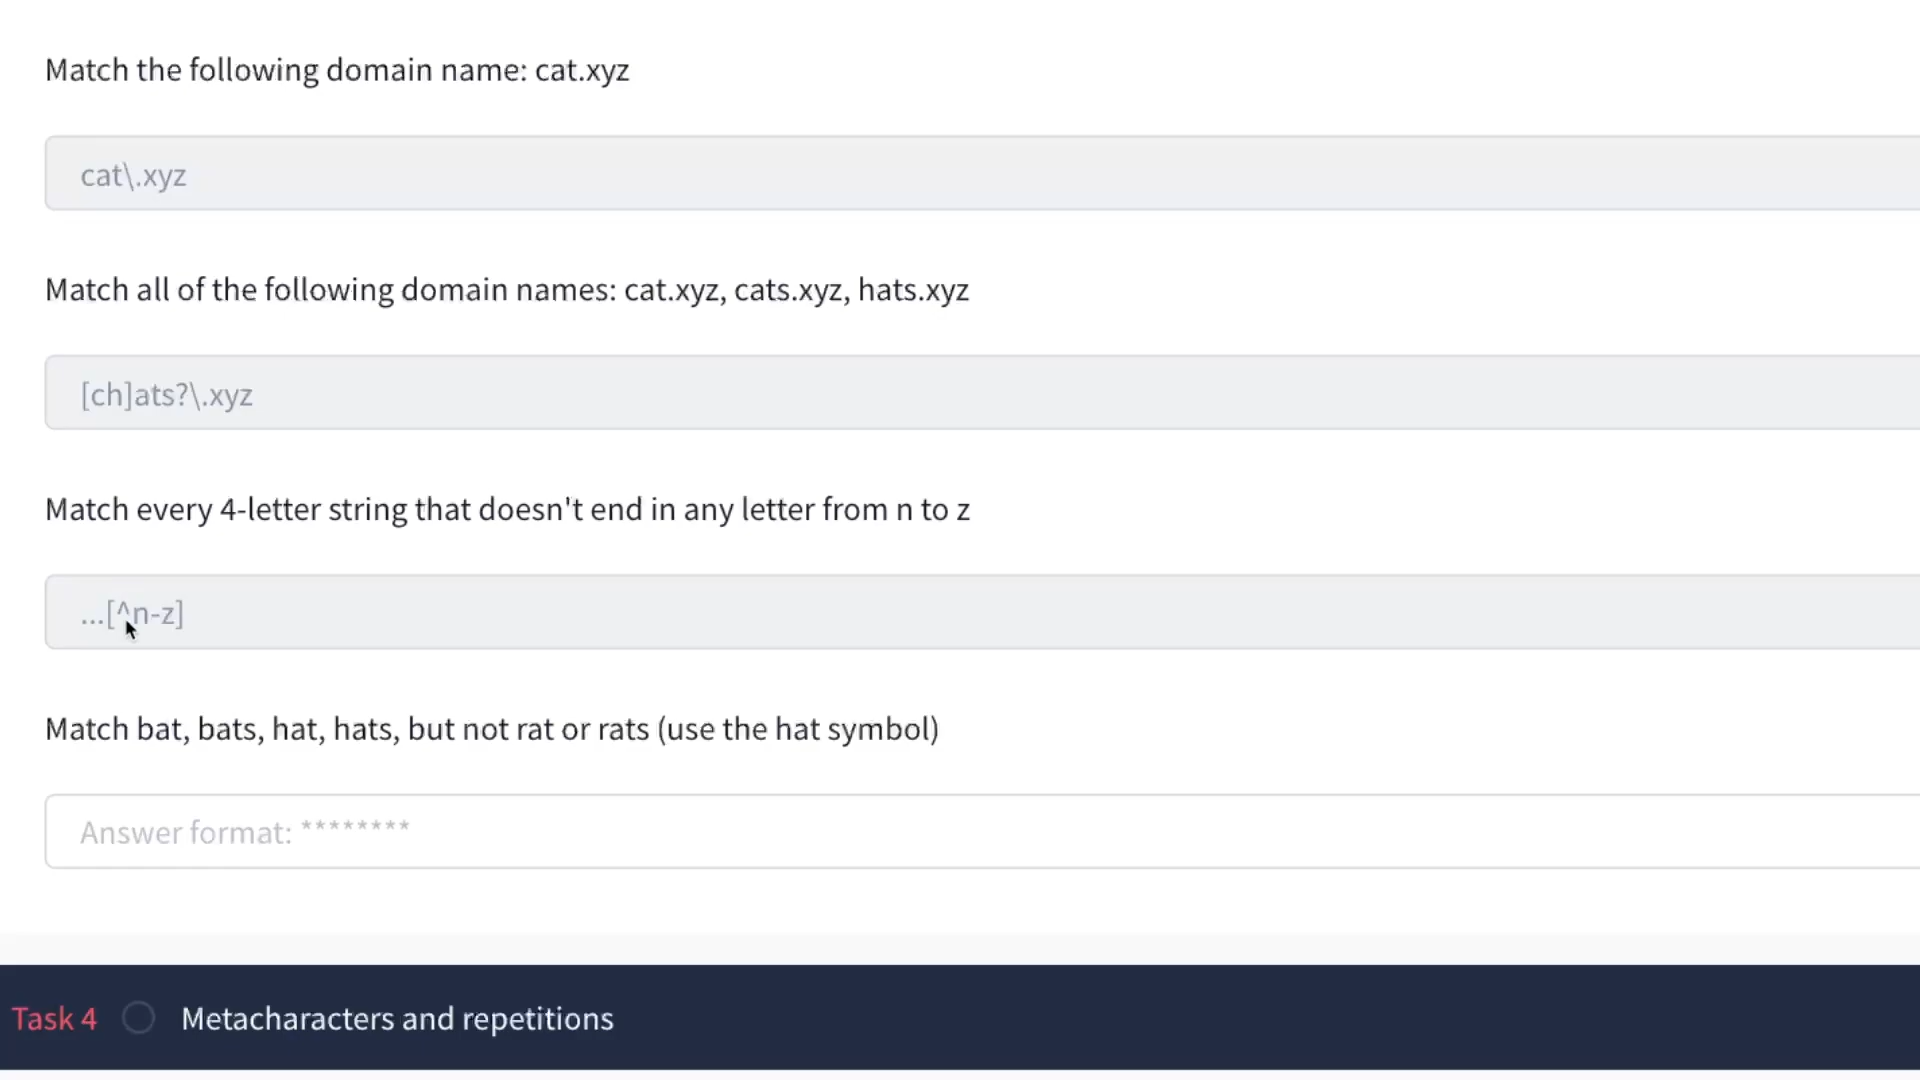 Match the following domain name: cat.xyz
cat\.xyz
Match all of the following domain names: cat.xyz, cats.xyz, hats.xyz
[ch]ats?\.xyz
Match every 4-letter string that doesn't end in any letter from n to z
...[^n-z]
Match bat, bats, hat, hats, but not rat or rats (use the hat symbol)
Answer format: ********
Task 4 Metacharacters and repetitions